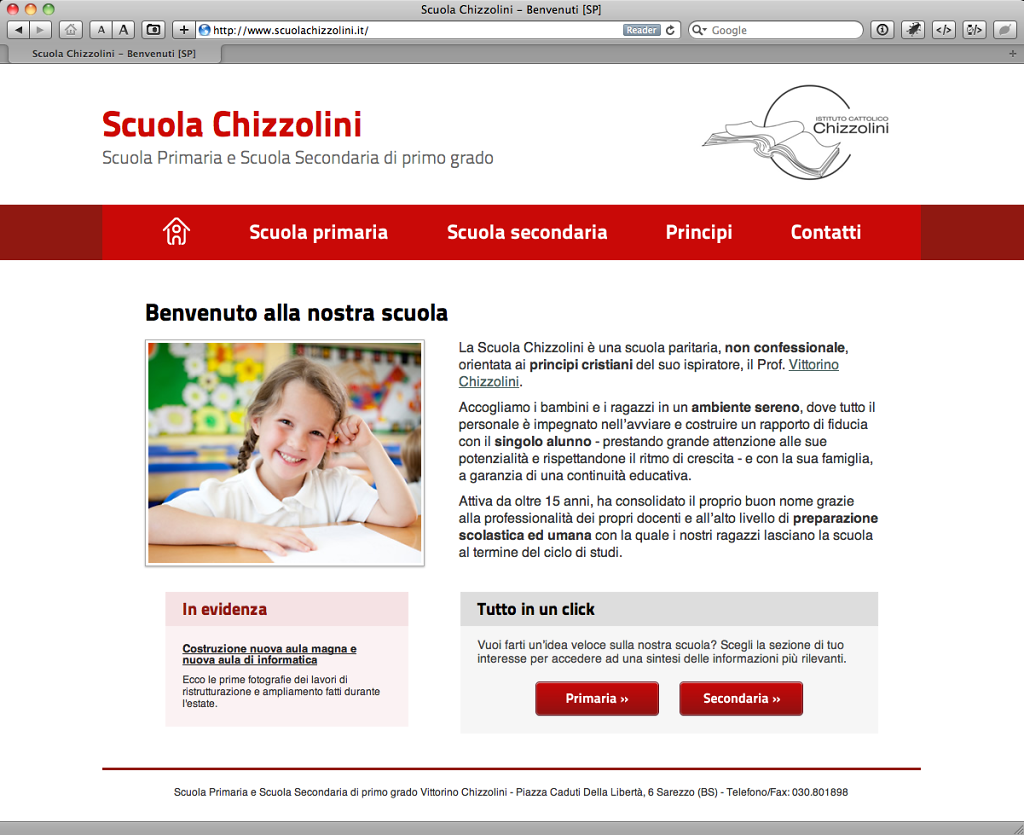 Scuola Chizzolini – Benvenuti [SP]
A A
http://www.scuolachizzolini.it/
Reader
Google
Scuola Chizzolini – Benvenuti [SP]
Scuola Chizzolini
Scuola Primaria e Scuola Secondaria di primo grado
ISTITUTO CATTOLICO
Chizzolini
Scuola primaria
Scuola secondaria
Principi
Contatti
Benvenuto alla nostra scuola
La Scuola Chizzolini è una scuola paritaria, non confessionale,
orientata ai principi cristiani del suo ispiratore, il Prof. Vittorino
Chizzolini.
Accogliamo i bambini e i ragazzi in un ambiente sereno, dove tutto il
personale è impegnato nell'avviare e costruire un rapporto di fiducia
con il singolo alunno - prestando grande attenzione alle sue
potenzialità e rispettandone il ritmo di crescita - e con la sua famiglia,
a garanzia di una continuità educativa.
Attiva da oltre 15 anni, ha consolidato il proprio buon nome grazie
alla professionalità dei propri docenti e all'alto livello di preparazione
scolastica ed umana con la quale i nostri ragazzi lasciano la scuola
al termine del ciclo di studi.
In evidenza
Costruzione nuova aula magna e
nuova aula di informatica
Ecco le prime fotografie dei lavori di
ristrutturazione e ampliamento fatti durante
l'estate.
Tutto in un click
Vuoi farti un'idea veloce sulla nostra scuola? Scegli la sezione di tuo
interesse per accedere ad una sintesi delle informazioni più rilevanti.
Primaria ››
Secondaria ››
Scuola Primaria e Scuola Secondaria di primo grado Vittorino Chizzolini - Piazza Caduti Della Libertà, 6 Sarezzo (BS) - Telefono/Fax: 030.801898